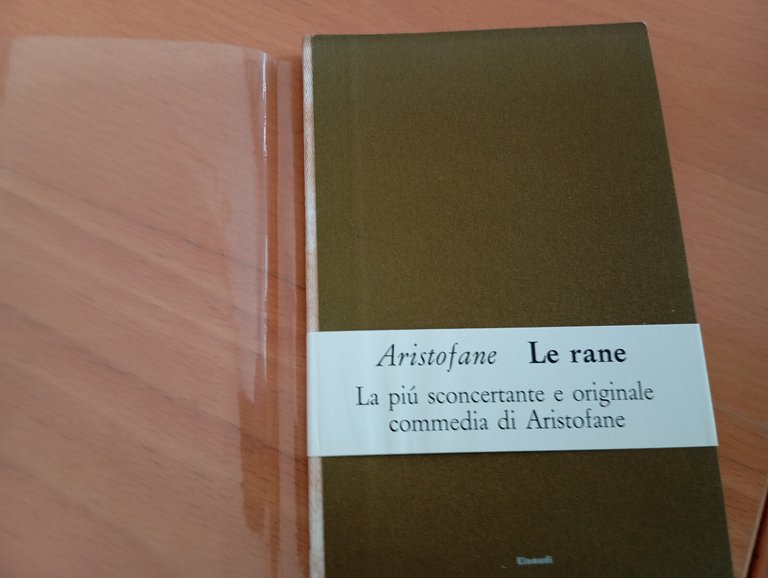 Aristofane Le rane
La piú sconcertante e originale
commedia di Aristofane
Einaudi